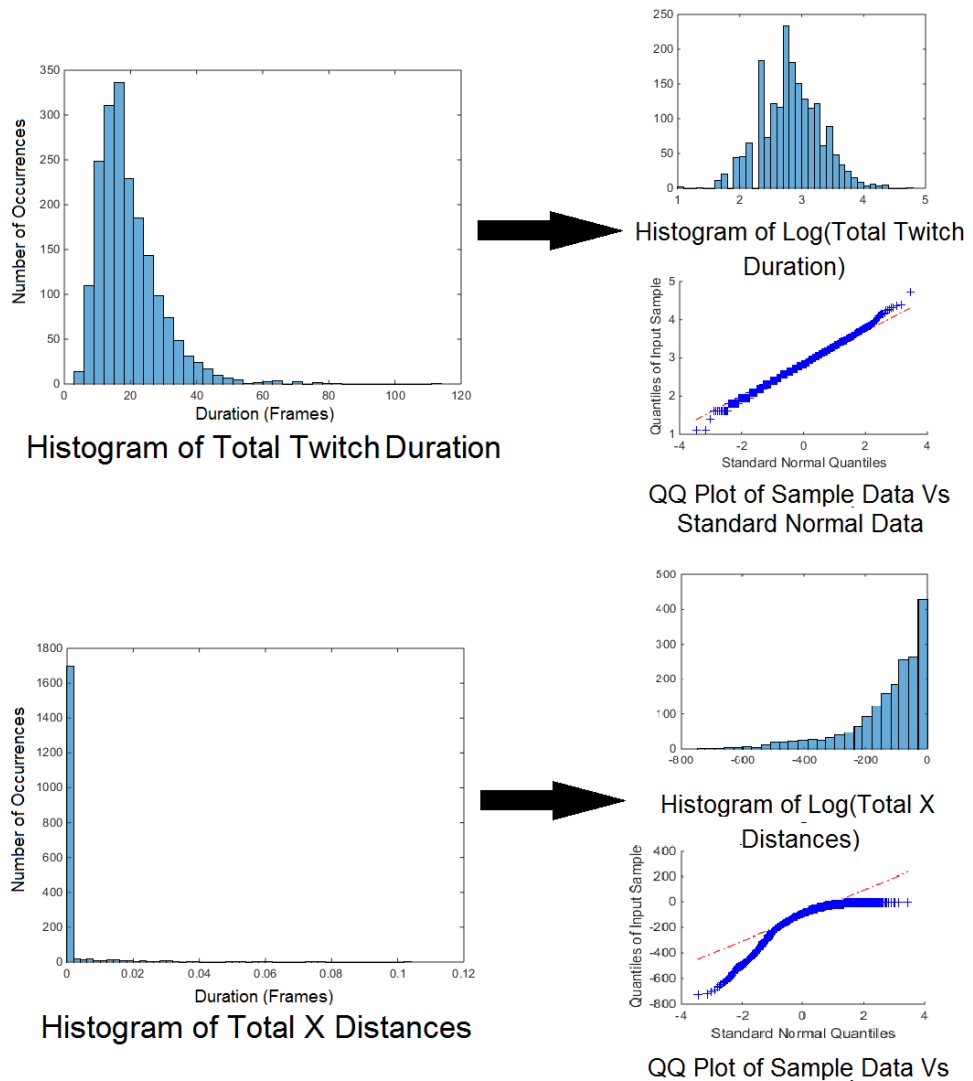 350
300
250
200
150
100
50
0
Number of Occurrences
0 20 40 60 80 100 120
Duration (Frames)
Histogram of Total Twitch Duration
250
200
150
100
50
0
1 2 3 4 5
Histogram of Log(Total Twitch
Duration)
Quantiles of Input Sample
5
4
3
2
1
-4 -2 0 2 4
Standard Normal Quantiles
QQ Plot of Sample Data Vs
Standard Normal Data
1800
1600
1400
1200
1000
800
600
400
200
0
Number of Occurrences
0 0.02 0.04 0.06 0.08 0.1 0.12
Duration (Frames)
Histogram of Total X Distances
500
400
300
200
100
0
-800 -600 -400 -200 0
Histogram of Log(Total X
Distances)
Quantiles of Input Sample
400
200
0
-200
-400
-600
-800
-4 -2 0 2 4
Standard Normal Quantiles
QQ Plot of Sample Data Vs